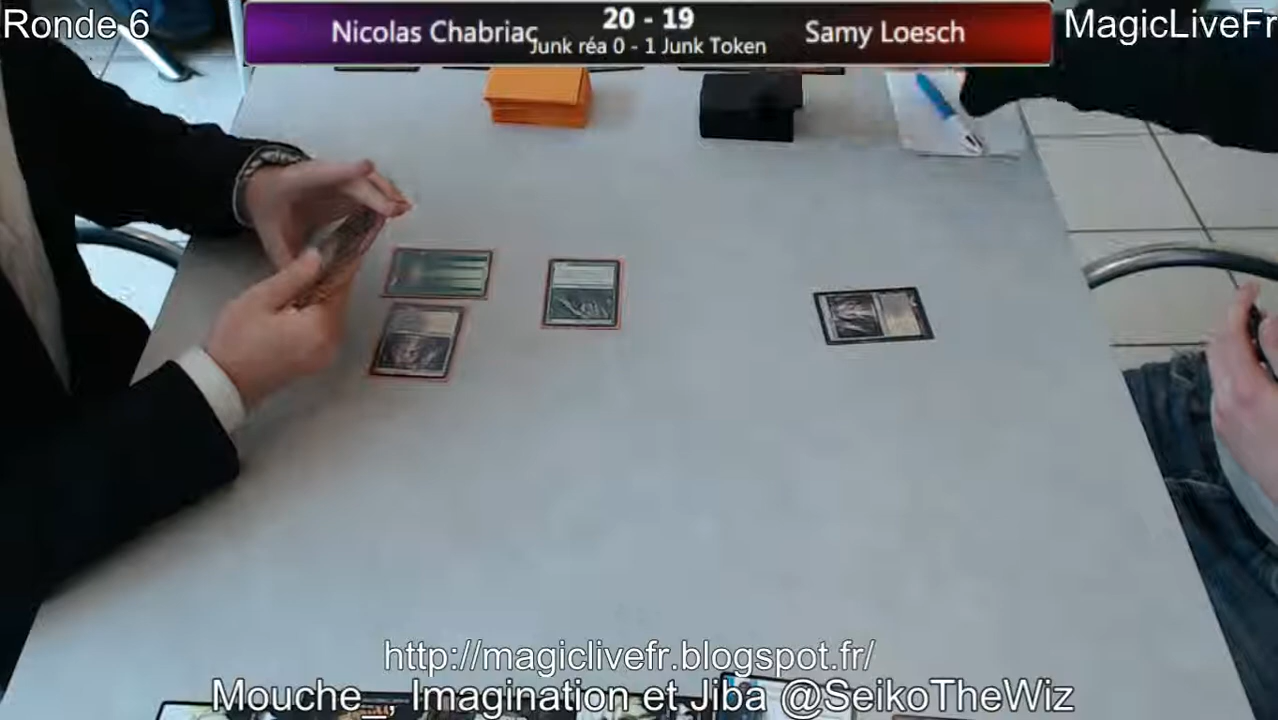 Ronde 6
Nicolas Chabriac
20 - 19
Samy Loesch
Junk réa 0 - 1 Junk Token
MagicLiveFr
http://magiclivefr.blogspot.fr/
Mouche_, Imagination et Jiba @SeikoTheWiz